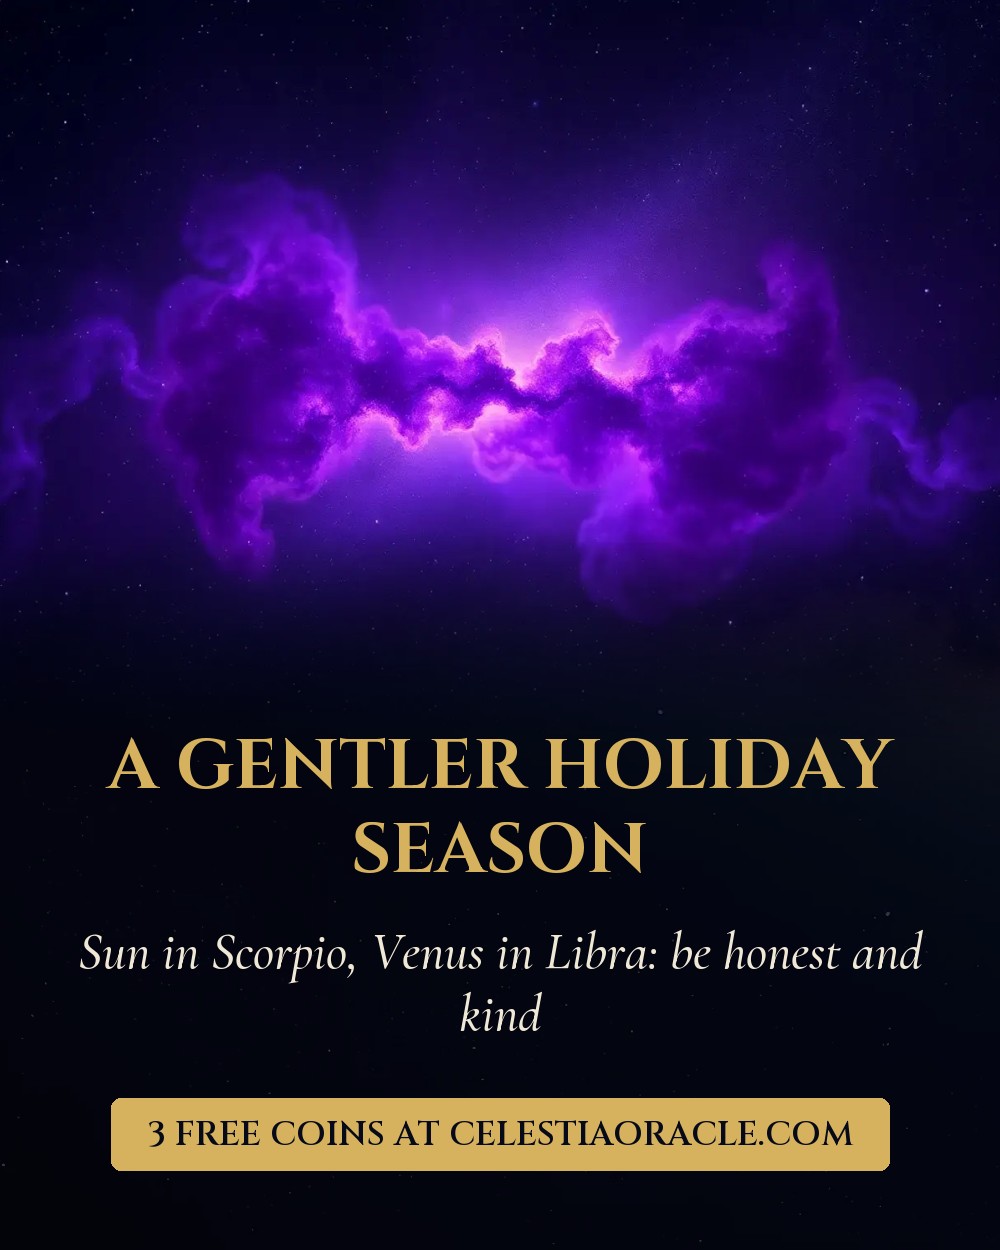 A GENTLER HOLIDAY
SEASON
Sun in Scorpio, Venus in Libra: be honest and
kind
3 FREE COINS AT CELESTIAORACLE.COM